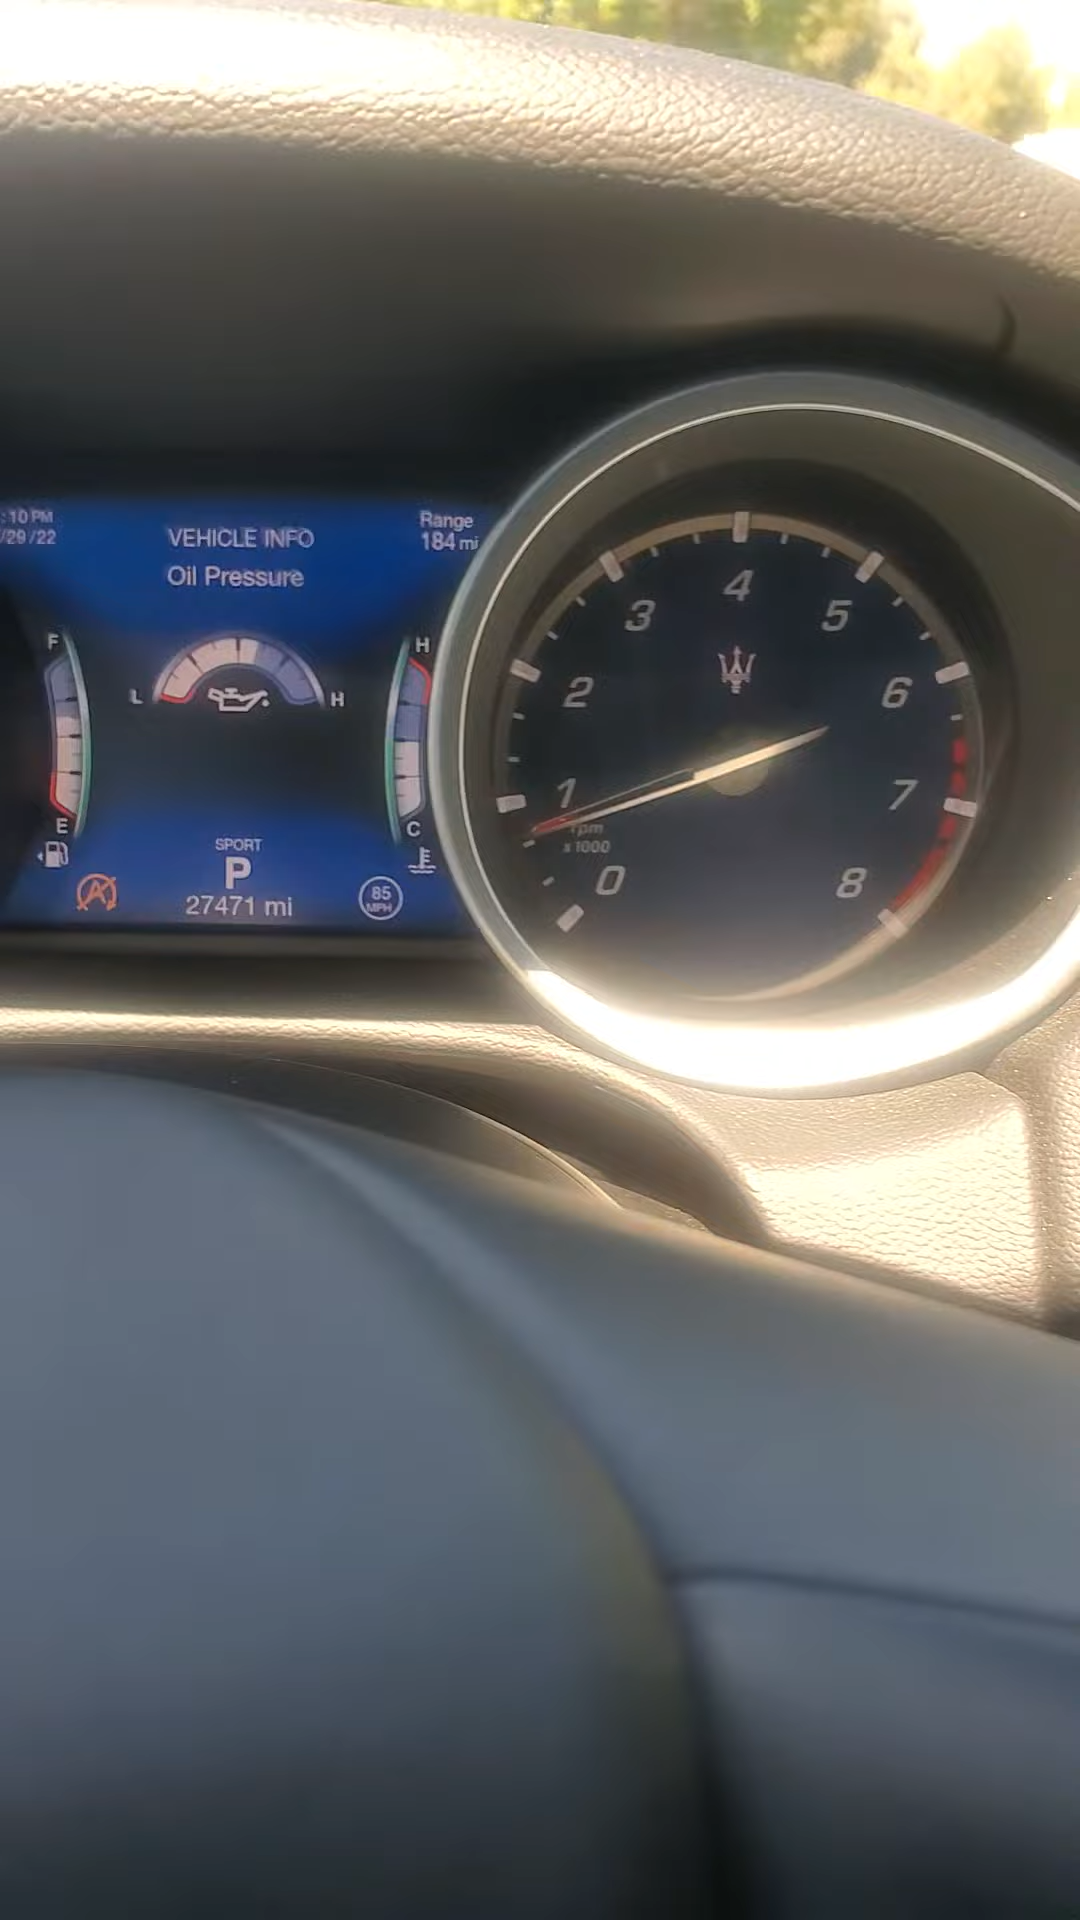 :10 PM
/29/22
VEHICLE INFO
Oil Pressure
Range
184 mi
F
E
L
H
H
C
SPORT
P
27471 mi
85
MPH
0
1
2
3
4
5
6
7
8
rpm
x 1000